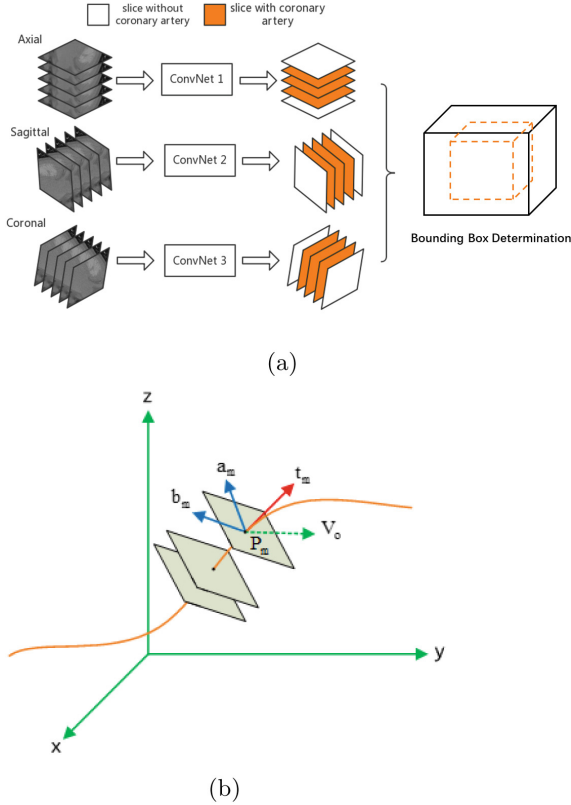 slice without
coronary artery
slice with coronary
artery
Axial
ConvNet 1
Sagittal
ConvNet 2
Coronal
ConvNet 3
Bounding Box Determination
(a)
z
a_m
t_m
b_m
V_o
P_m
y
x
(b)